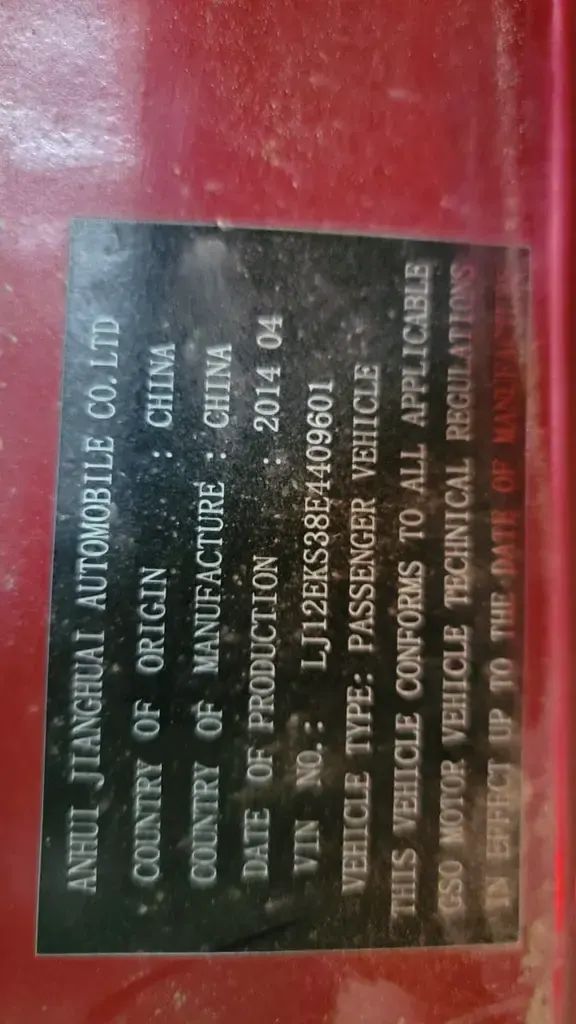 ANHUI JIANGHUAI AUTOMOBILE CO.LTD
COUNTRY OF ORIGIN : CHINA
COUNTRY OF MANUFACTURE : CHINA
DATE OF PRODUCTION : 2014 04
VIN NO.: LJ12EKS38E4409601
VEHICLE TYPE: PASSENGER VEHICLE
THIS VEHICLE CONFORMS TO ALL APPLICABLE
GSO MOTOR VEHICLE TECHNICAL REGULATIONS
IN EFFECT UP TO THE DATE OF MANUFACTURE